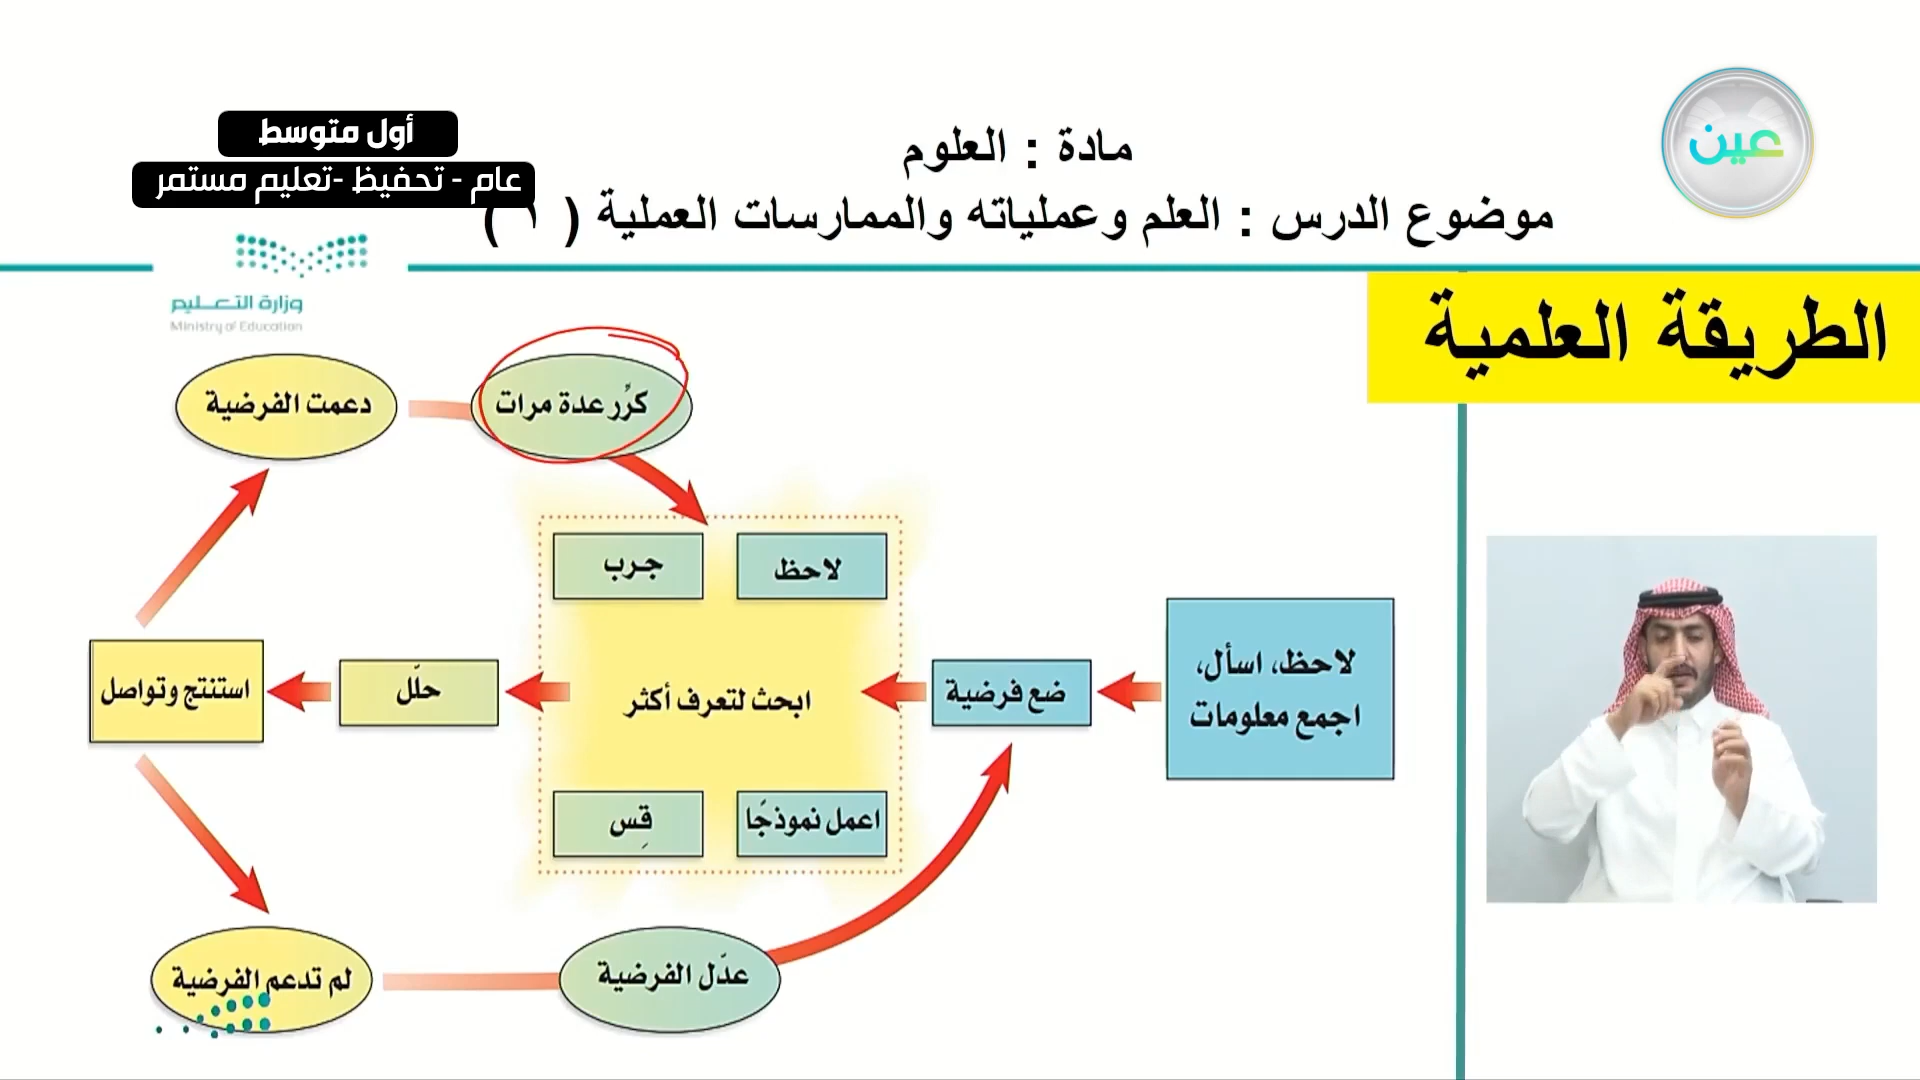 عين
أول متوسط
عام - تحفيظ -تعليم مستمر
مادة : العلوم
موضوع الدرس : العلم وعملياته والممارسات العملية ( ١ )
وزارة التعليم
Ministry of Education
الطريقة العلمية
كرِّر عدة مرات
دعمت الفرضية
لاحظ
جرب
لاحظ، اسأل،
اجمع معلومات
ضع فرضية
ابحث لتعرف أكثر
حلّل
استنتج وتواصل
اعمل نموذجًا
قِس
عدّل الفرضية
لم تدعم الفرضية